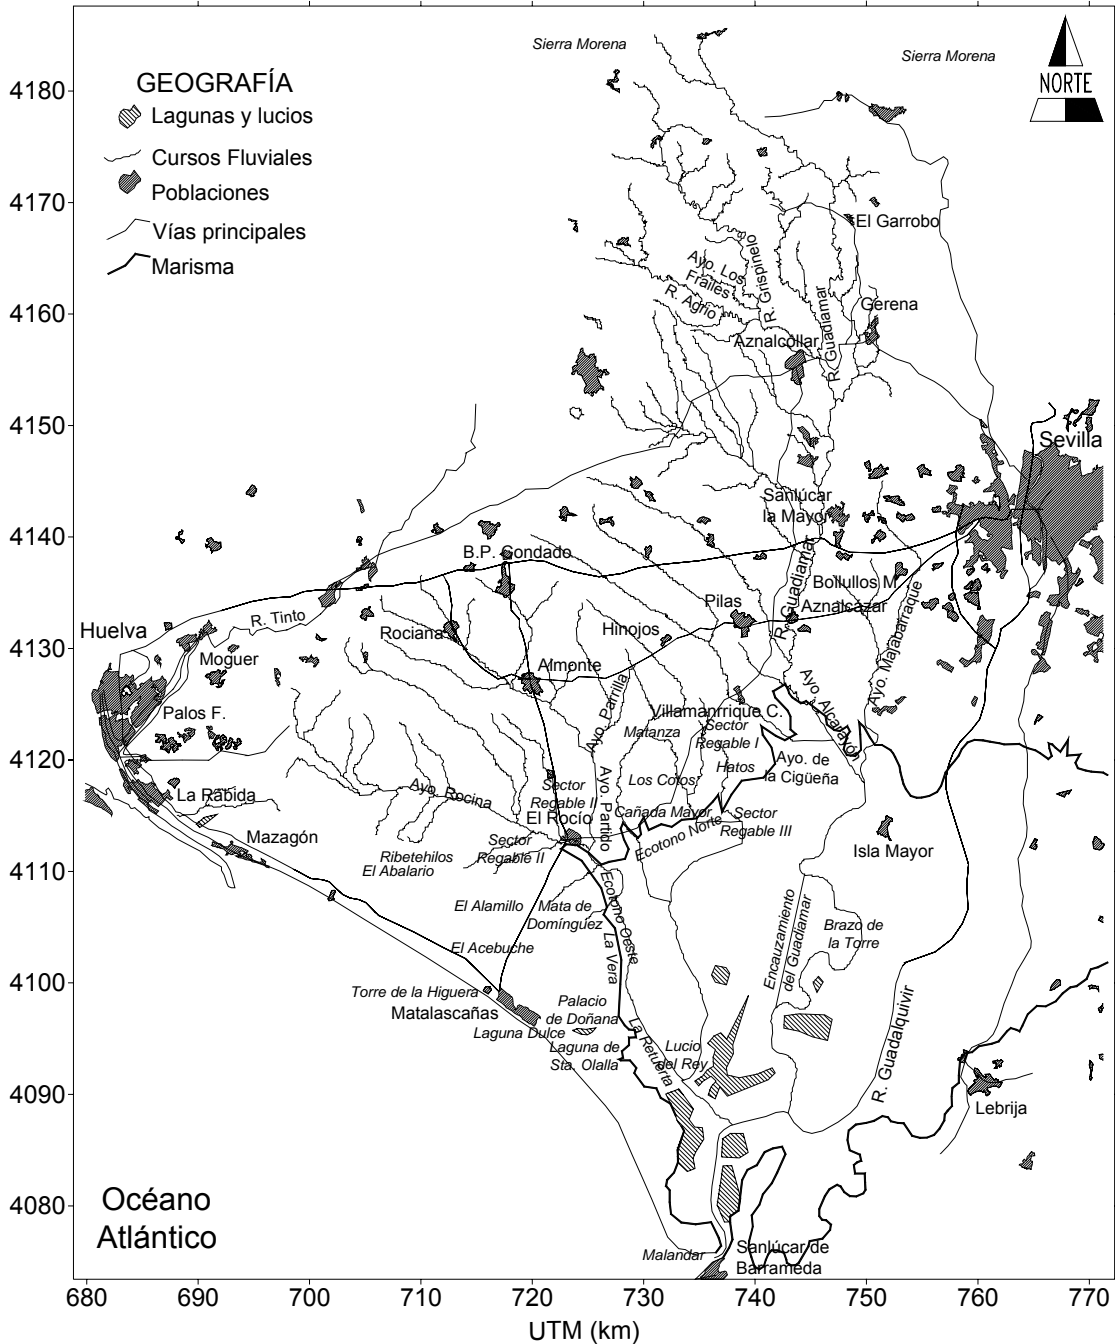 Sierra Morena
Sierra Morena
NORTE
GEOGRAFÍA
Lagunas y lucios
Cursos Fluviales
Poblaciones
Vías principales
Marisma
4180
4170
4160
4150
4140
4130
4120
4110
4100
4090
4080
El Garrobo
Ayo. Los
Frailes
R. Agrio
R. Crispinelo
R. Guadiamar
Gerena
Aznalcóllar
Sevilla
Sanlúcar
la Mayor
B.P. Condado
R. Guadiamar
Bollullos M.
Aznalcázar
Ayo. Majabarraque
Pilas
R. Tinto
Huelva
Rociana
Hinojos
Moguer
Almonte
Ayo. Parrilla
Ayo. Alcarayón
Palos F.
Villamanrrique C.
Matanza
Sector
Regable I
Ayo. de
la Cigüeña
Hatos
Los Cotos
La Rábida
Ayo. Rocina
Sector
Regable II
Ayo. Partido
Cañada Mayor
Sector
Regable III
El Rocío
Ecotono Norte
Mazagón
Sector
Regable II
Isla Mayor
Ribetehilos
El Abalario
El Alamillo
Mata de
Domínguez
Ecotono Oeste
La Vera
Encauzamiento
del Guadiamar
Brazo de
la Torre
El Acebuche
Torre de la Higuera
Matalascañas
Palacio
de Doñana
Laguna Dulce
Laguna de
Sta. Olalla
La Retuerta
Lucio
del Rey
R. Guadalquivir
Lebrija
Océano
Atlántico
Malandar
Sanlúcar de
Barrameda
680 690 700 710 720 730 740 750 760 770
UTM (km)